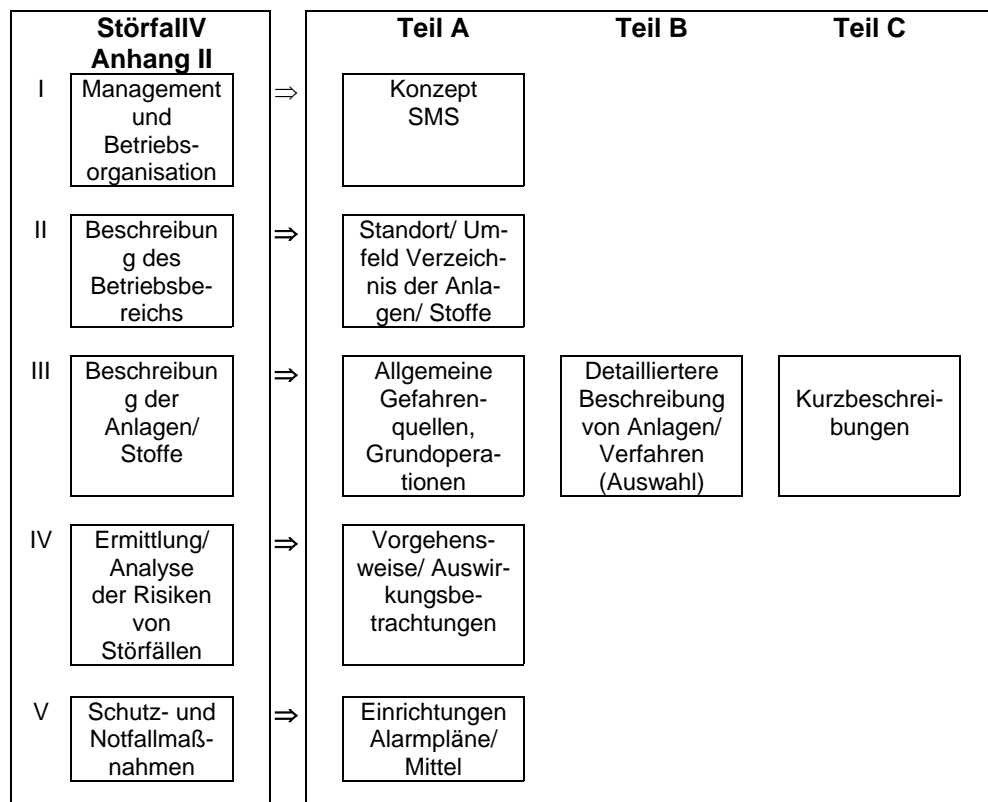 StörfallV
Anhang II
Teil A
Teil B
Teil C
I
Management
und
Betriebs-
organisation
⇒
Konzept
SMS
II
Beschreibun
g des
Betriebsbe-
reichs
⇒
Standort/ Um-
feld Verzeich-
nis der Anla-
gen/ Stoffe
III
Beschreibun
g der
Anlagen/
Stoffe
⇒
Allgemeine
Gefahren-
quellen,
Grundopera-
tionen
Detailliertere
Beschreibung
von Anlagen/
Verfahren
(Auswahl)
Kurzbeschrei-
bungen
IV
Ermittlung/
Analyse
der Risiken
von
Störfällen
⇒
Vorgehens-
weise/ Auswir-
kungsbe-
trachtungen
V
Schutz- und
Notfallmaß-
nahmen
⇒
Einrichtungen
Alarmpläne/
Mittel